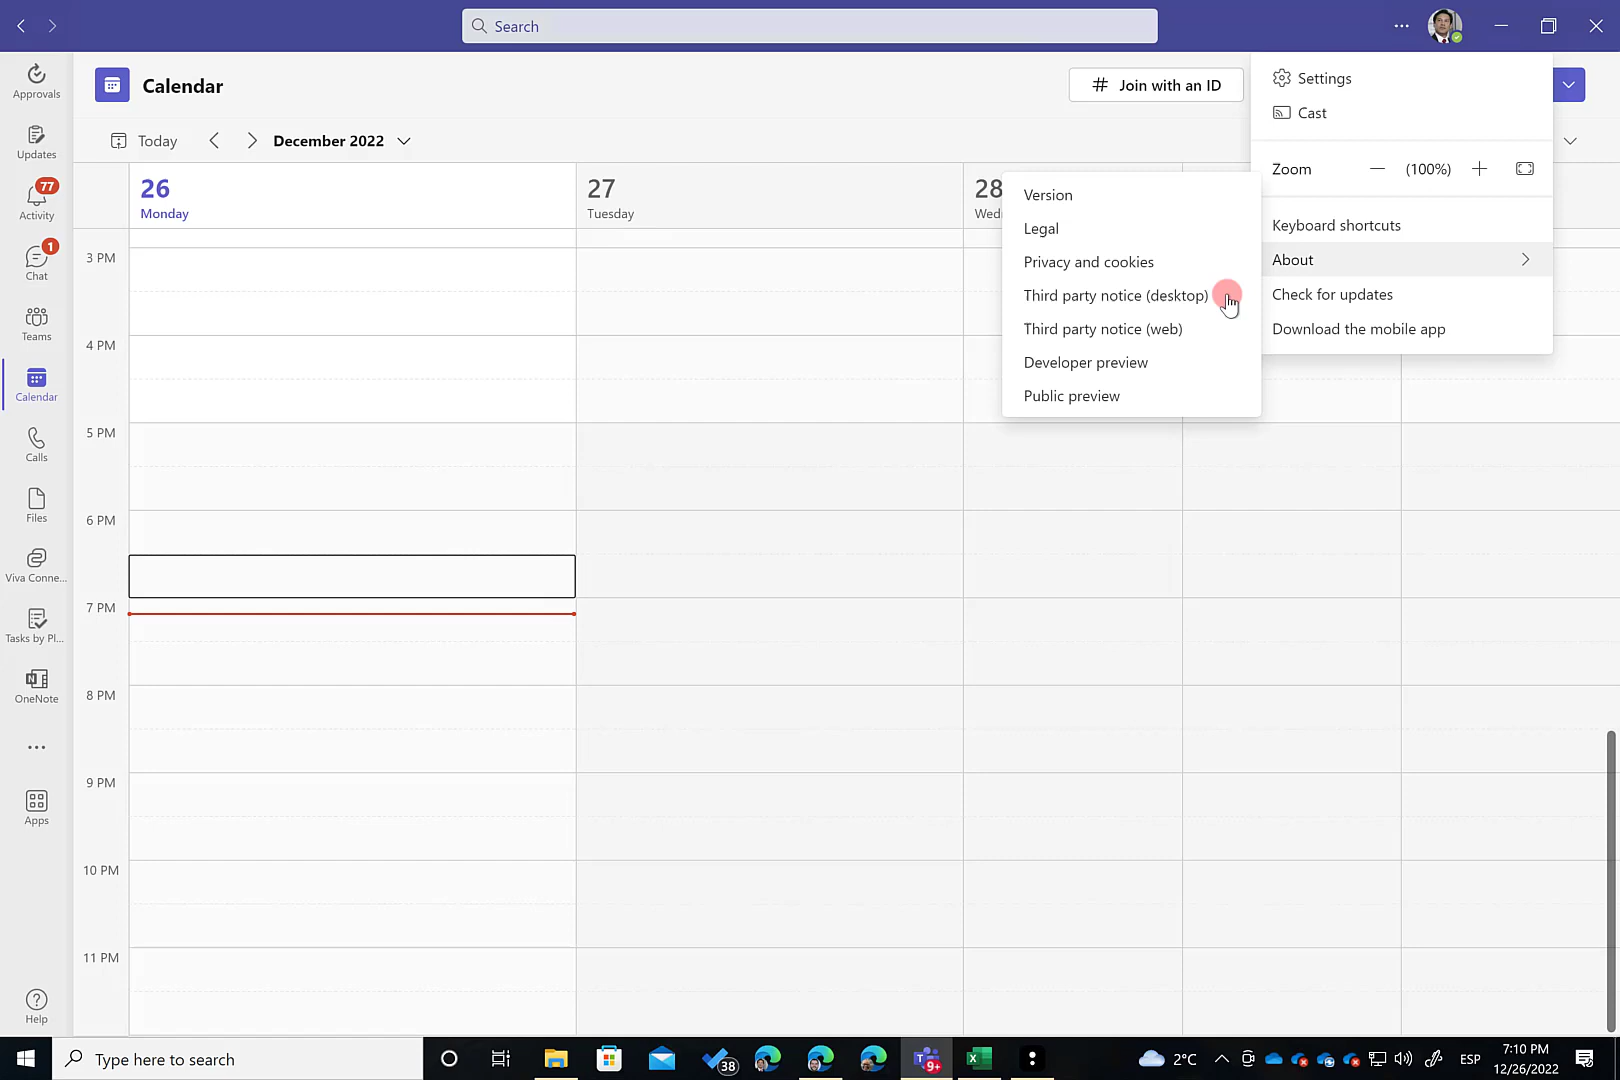 Search
Approvals
Updates
77
Activity
1
Chat
Teams
Calendar
Calls
Files
Viva Conne...
Tasks by Pl...
OneNote
Apps
Help
Calendar
# Join with an ID
Today
December 2022
26
Monday
27
Tuesday
28
Wed
3 PM
4 PM
5 PM
6 PM
7 PM
8 PM
9 PM
10 PM
11 PM
Version
Legal
Privacy and cookies
Third party notice (desktop)
Third party notice (web)
Developer preview
Public preview
Settings
Cast
Zoom — (100%) +
Keyboard shortcuts
About
Check for updates
Download the mobile app
Type here to search
38
9+
2°C
ESP
7:10 PM
12/26/2022